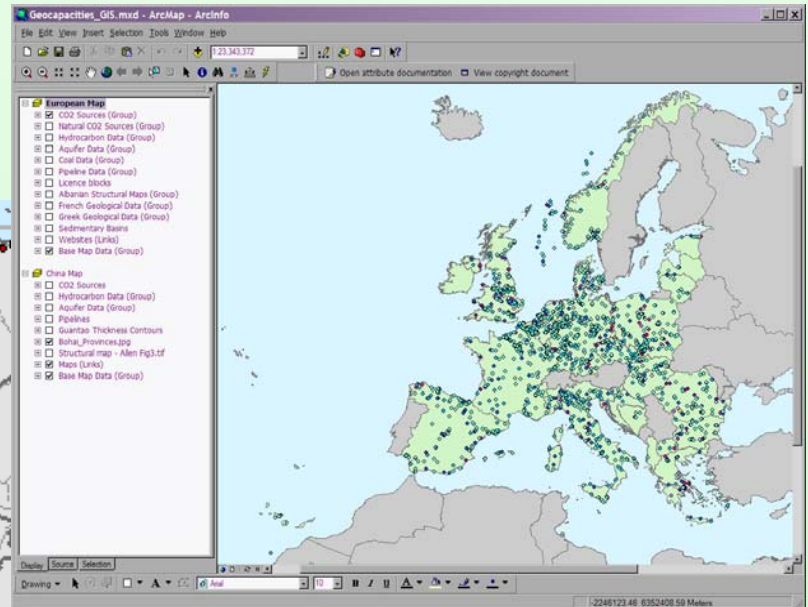 Geocapacities_GIS.mxd - ArcMap - ArcInfo
File Edit View Insert Selection Tools Window Help
1:23,343,372
Open attribute documentation View copyright document
European Map
CO2 Sources (Group)
Natural CO2 Sources (Group)
Hydrocarbon Data (Group)
Aquifer Data (Group)
Coal Data (Group)
Pipeline Data (Group)
Licence blocks
Albanian Structural Maps (Group)
French Geological Data (Group)
Greek Geological Data (Group)
Sedimentary Basins
Websites (Links)
Base Map Data (Group)
China Map
CO2 Sources
Hydrocarbon Data (Group)
Aquifer Data (Group)
Pipelines
Guantao Thickness Contours
Bohai_Provinces.jpg
Structural map - Allen Fig3.tif
Maps (Links)
Base Map Data (Group)
Display Source Selection
Drawing Arial 10 B I U A
-2246123.46 6352408.59 Meters